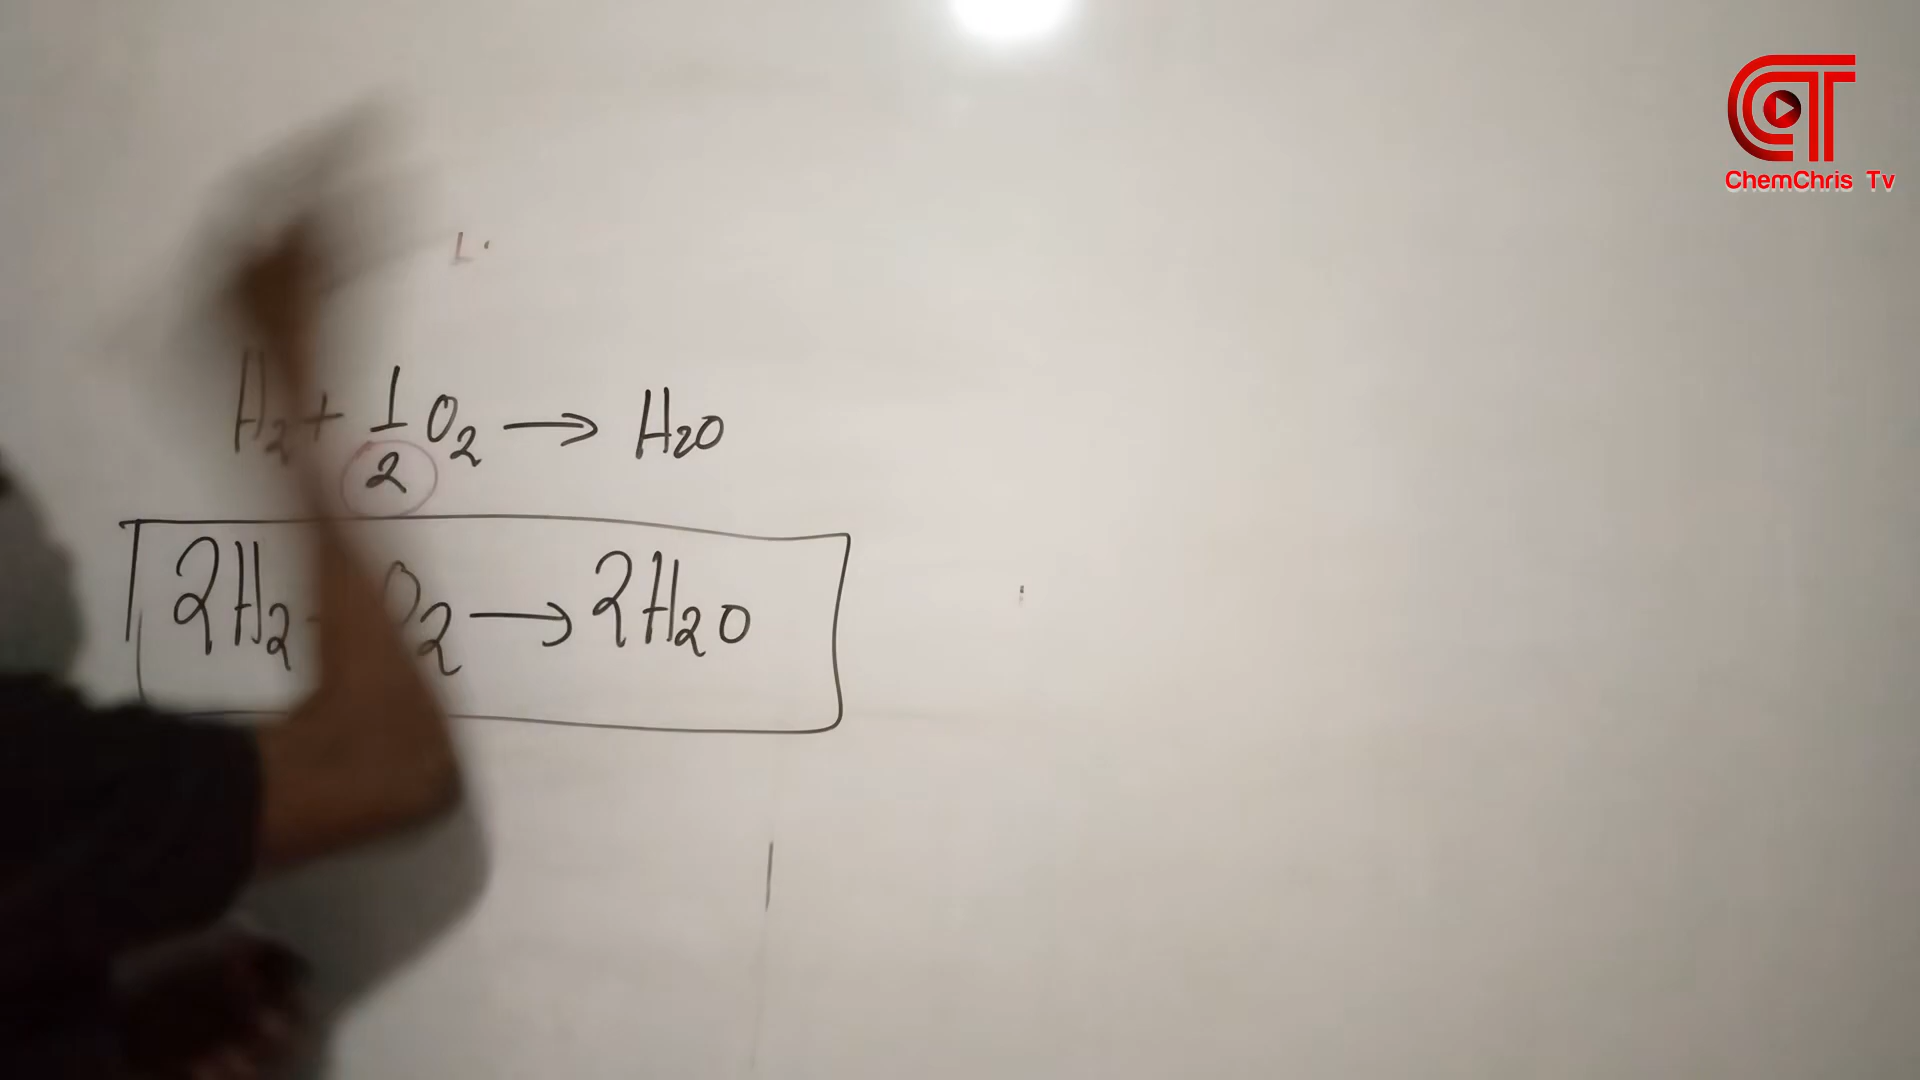 ChemChris Tv
H₂ + 1/2 O₂ → H₂O
2H₂ O₂ → 2H₂O